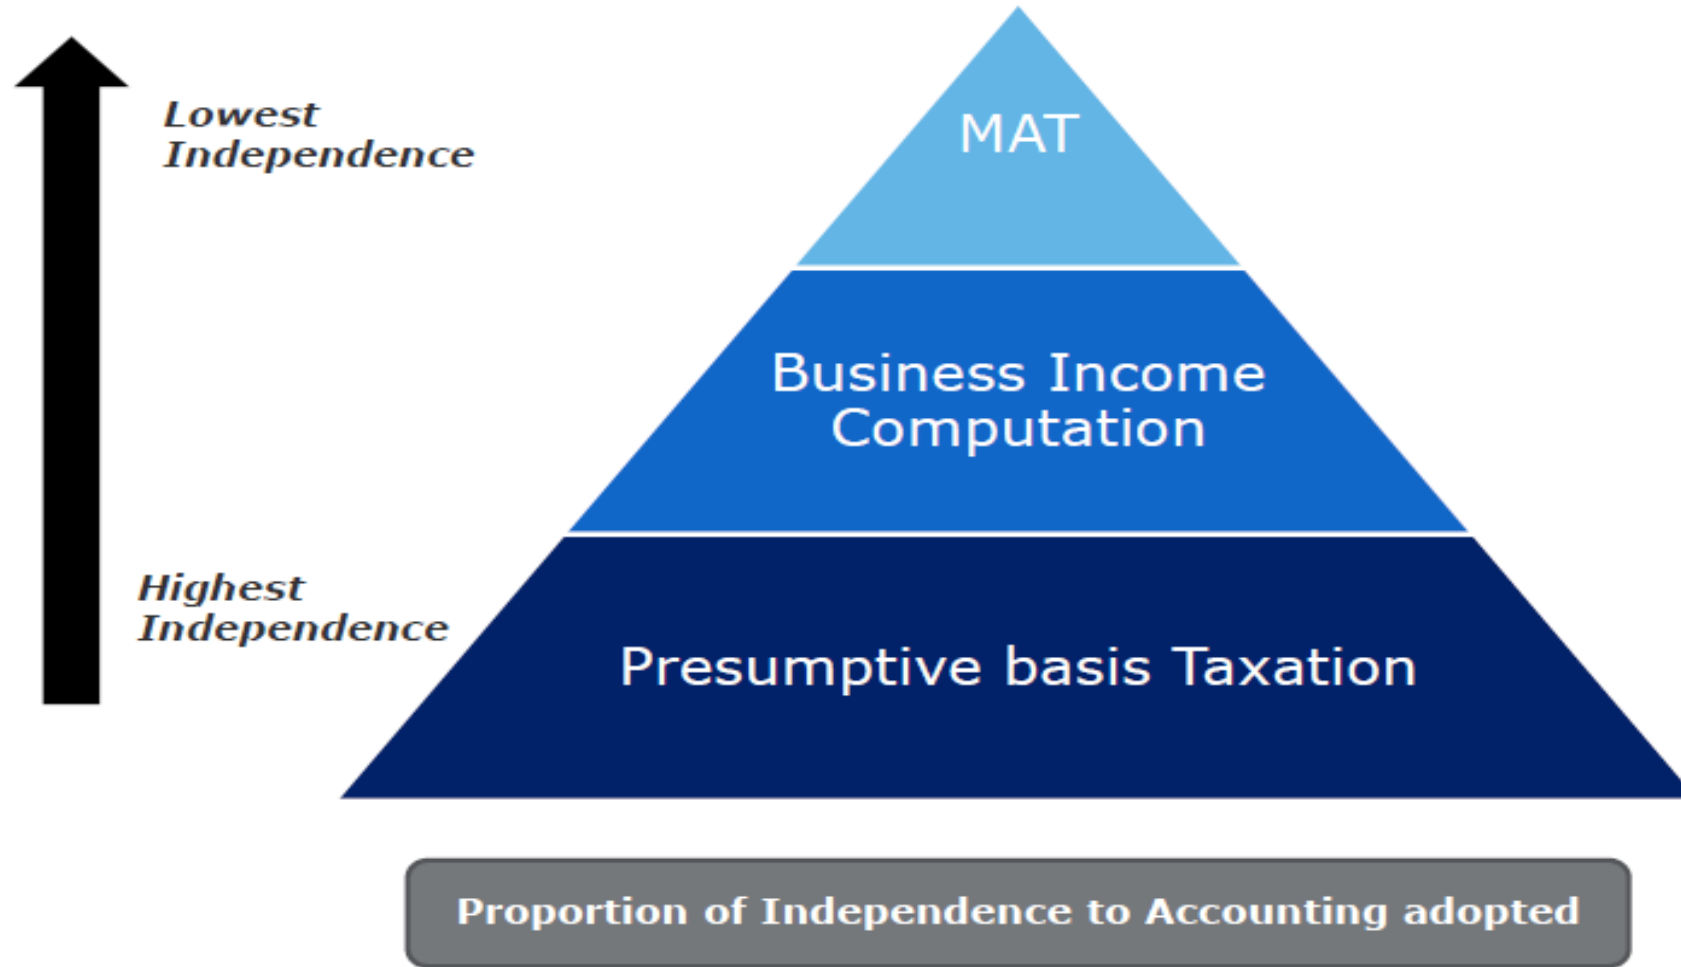 Lowest
Independence
MAT
Business Income
Computation
Highest
Independence
Presumptive basis Taxation
Proportion of Independence to Accounting adopted